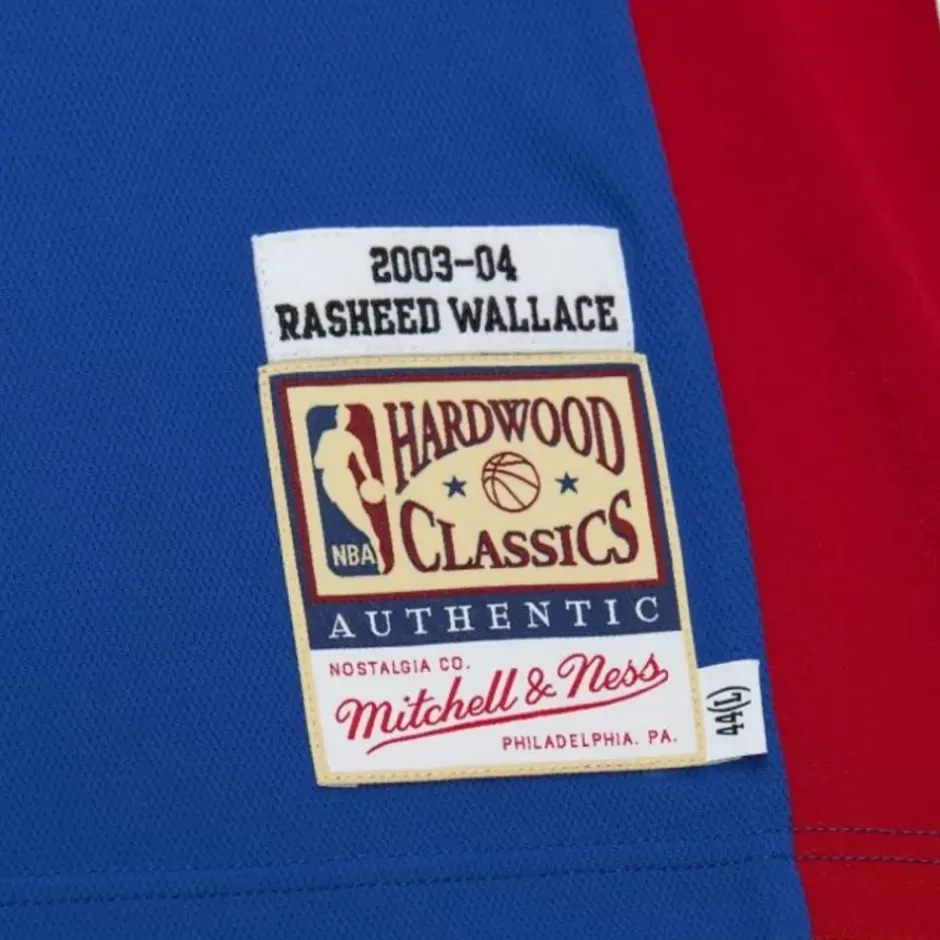 2003-04
RASHEED WALLACE
HARDWOOD
CLASSICS
NBA
AUTHENTIC
NOSTALGIA CO.
Mitchell & Ness
PHILADELPHIA. PA.
44(L)